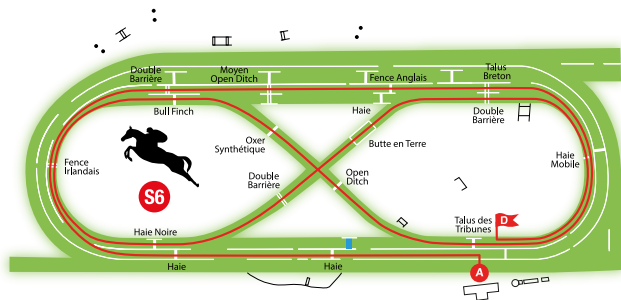 Double
Barrière
Moyen
Open Ditch
Fence Anglais
Talus
Breton
Bull Finch
Haie
Double
Barrière
Oxer
Synthétique
Butte en Terre
Haie
Mobile
Fence
Irlandais
S6
Double
Barrière
Open
Ditch
Talus des
Tribunes
D
Haie Noire
Haie
Haie
A